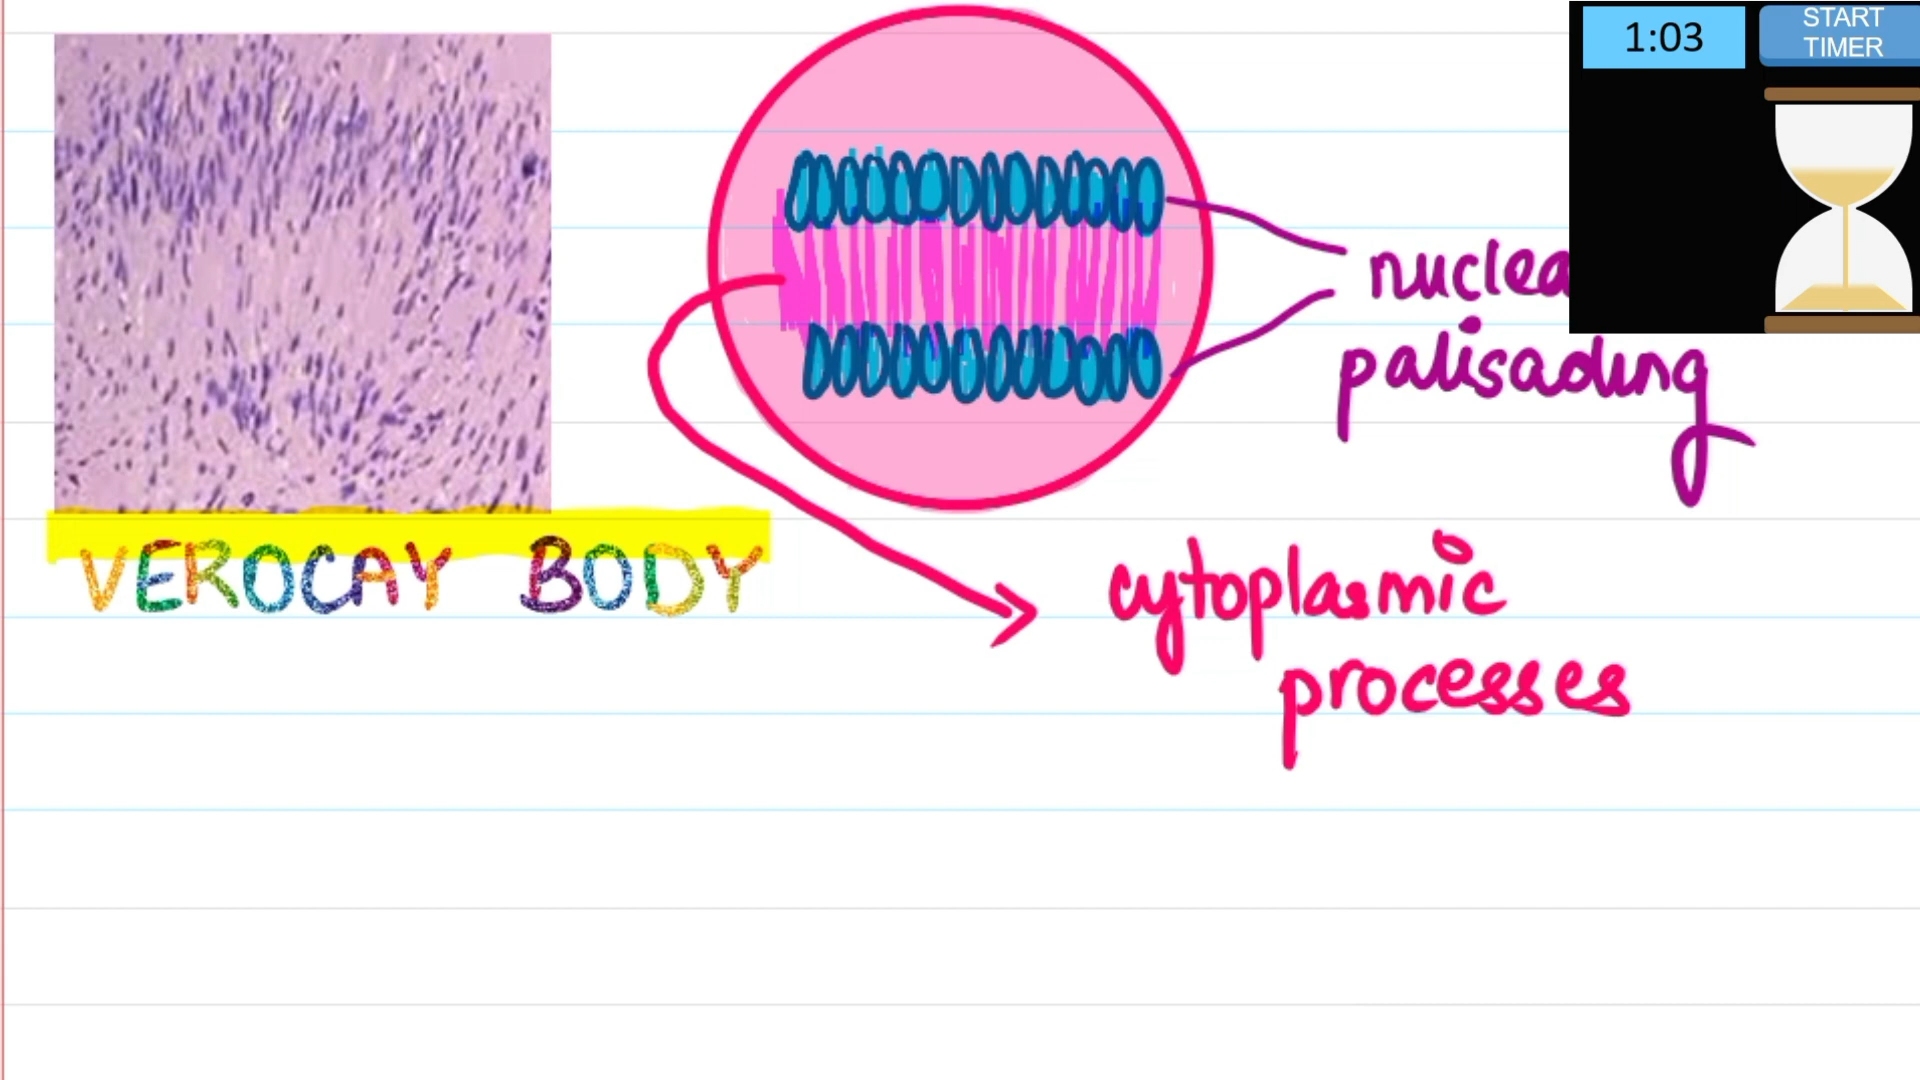 1:03
START
TIMER
palisading
VEROCAY BODY
cytoplasmic
processes